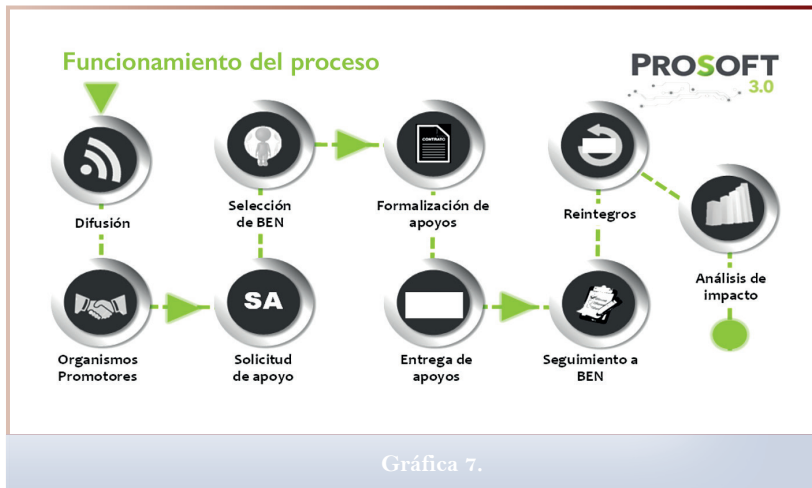 Funcionamiento del proceso
PROSOFT
3.0
Difusión
Selección
de BEN
CONTRATO
Formalización de
apoyos
Reintegros
Análisis de
impacto
SA
Organismos
Promotores
Solicitud
de apoyo
Entrega de
apoyos
Seguimiento a
BEN
Gráfica 7.